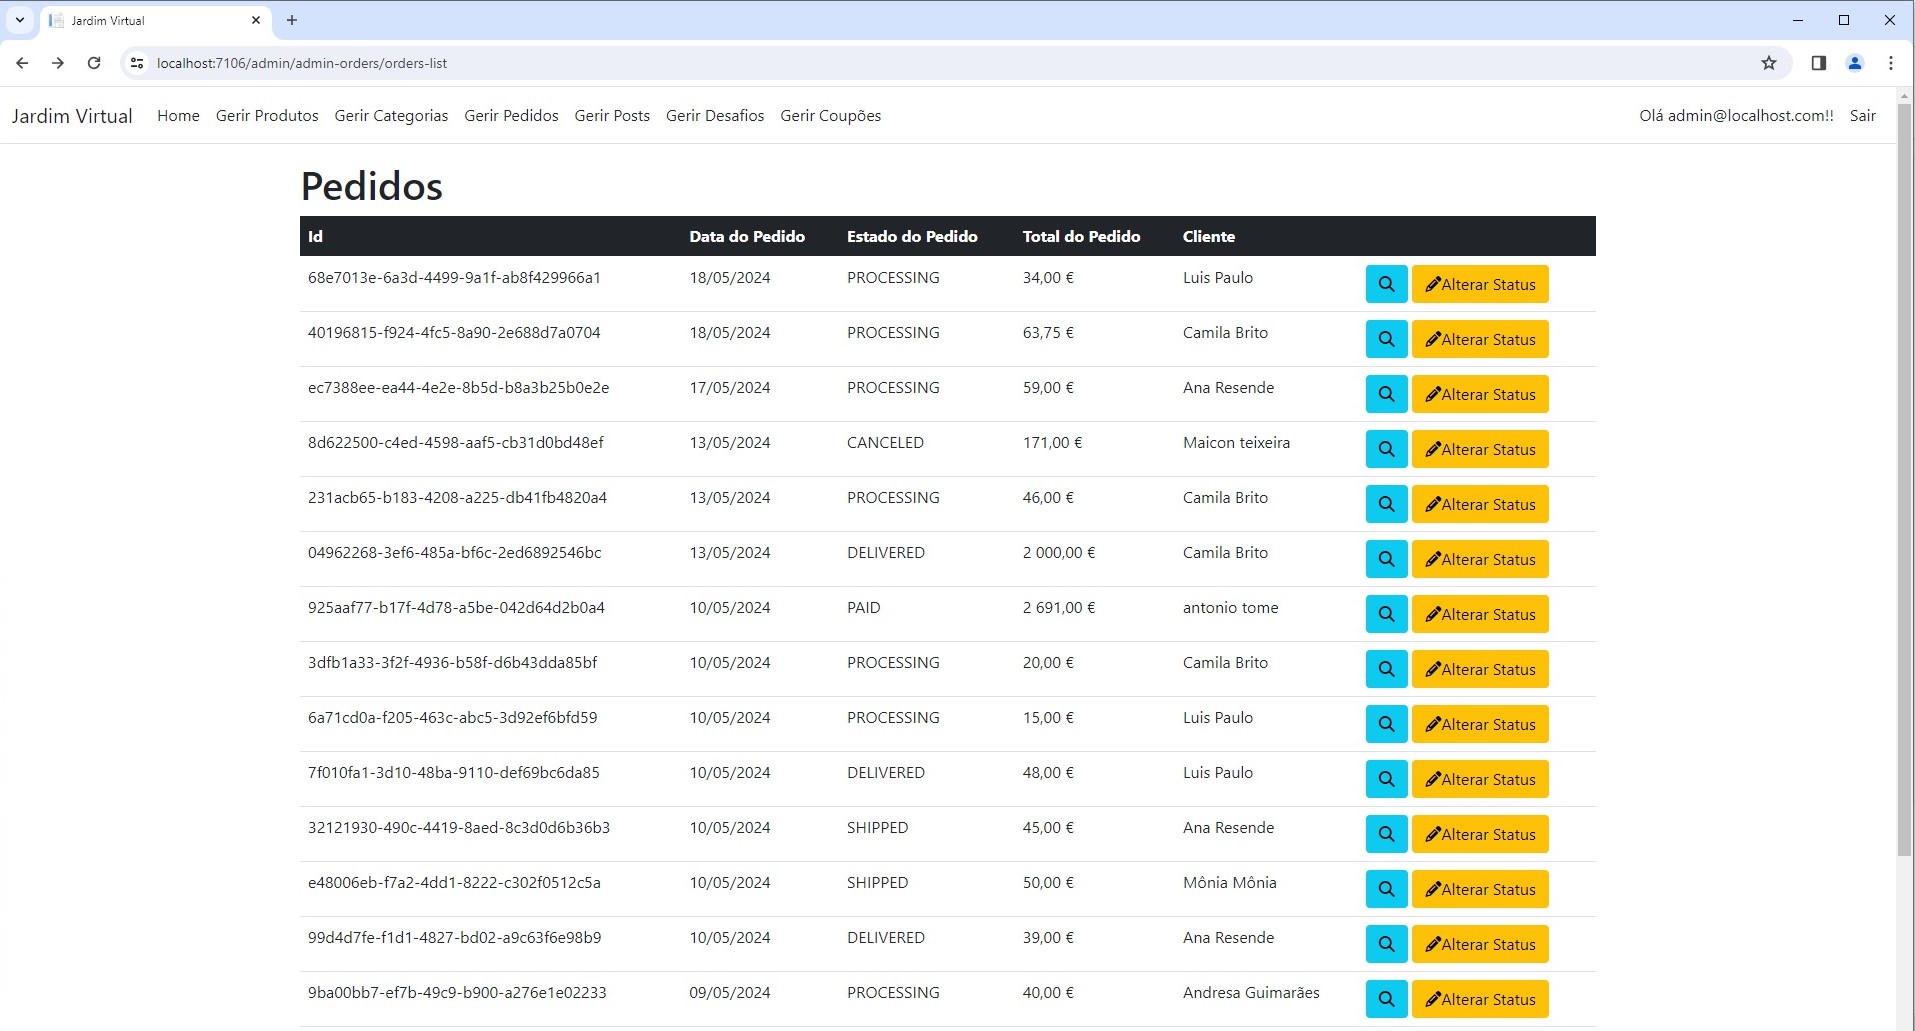 Jardim Virtual
localhost:7106/admin/admin-orders/orders-list
Jardim Virtual Home Gerir Produtos Gerir Categorias Gerir Pedidos Gerir Posts Gerir Desafios Gerir Coupões Olá admin@localhost.com!! Sair
Pedidos
Id Data do Pedido Estado do Pedido Total do Pedido Cliente
68e7013e-6a3d-4499-9a1f-ab8f429966a1 18/05/2024 PROCESSING 34,00 € Luis Paulo Alterar Status
40196815-f924-4fc5-8a90-2e688d7a0704 18/05/2024 PROCESSING 63,75 € Camila Brito Alterar Status
ec7388ee-ea44-4e2e-8b5d-b8a3b25b0e2e 17/05/2024 PROCESSING 59,00 € Ana Resende Alterar Status
8d622500-c4ed-4598-aaf5-cb31d0bd48ef 13/05/2024 CANCELED 171,00 € Maicon teixeira Alterar Status
231acb65-b183-4208-a225-db41fb4820a4 13/05/2024 PROCESSING 46,00 € Camila Brito Alterar Status
04962268-3ef6-485a-bf6c-2ed6892546bc 13/05/2024 DELIVERED 2 000,00 € Camila Brito Alterar Status
925aaf77-b17f-4d78-a5be-042d64d2b0a4 10/05/2024 PAID 2 691,00 € antonio tome Alterar Status
3dfb1a33-3f2f-4936-b58f-d6b43dda85bf 10/05/2024 PROCESSING 20,00 € Camila Brito Alterar Status
6a71cd0a-f205-463c-abc5-3d92ef6bfd59 10/05/2024 PROCESSING 15,00 € Luis Paulo Alterar Status
7f010fa1-3d10-48ba-9110-def69bc6da85 10/05/2024 DELIVERED 48,00 € Luis Paulo Alterar Status
32121930-490c-4419-8aed-8c3d0d6b36b3 10/05/2024 SHIPPED 45,00 € Ana Resende Alterar Status
e48006eb-f7a2-4dd1-8222-c302f0512c5a 10/05/2024 SHIPPED 50,00 € Mônia Mônia Alterar Status
99d4d7fe-f1d1-4827-bd02-a9c63f6e98b9 10/05/2024 DELIVERED 39,00 € Ana Resende Alterar Status
9ba00bb7-ef7b-49c9-b900-a276e1e02233 09/05/2024 PROCESSING 40,00 € Andresa Guimarães Alterar Status